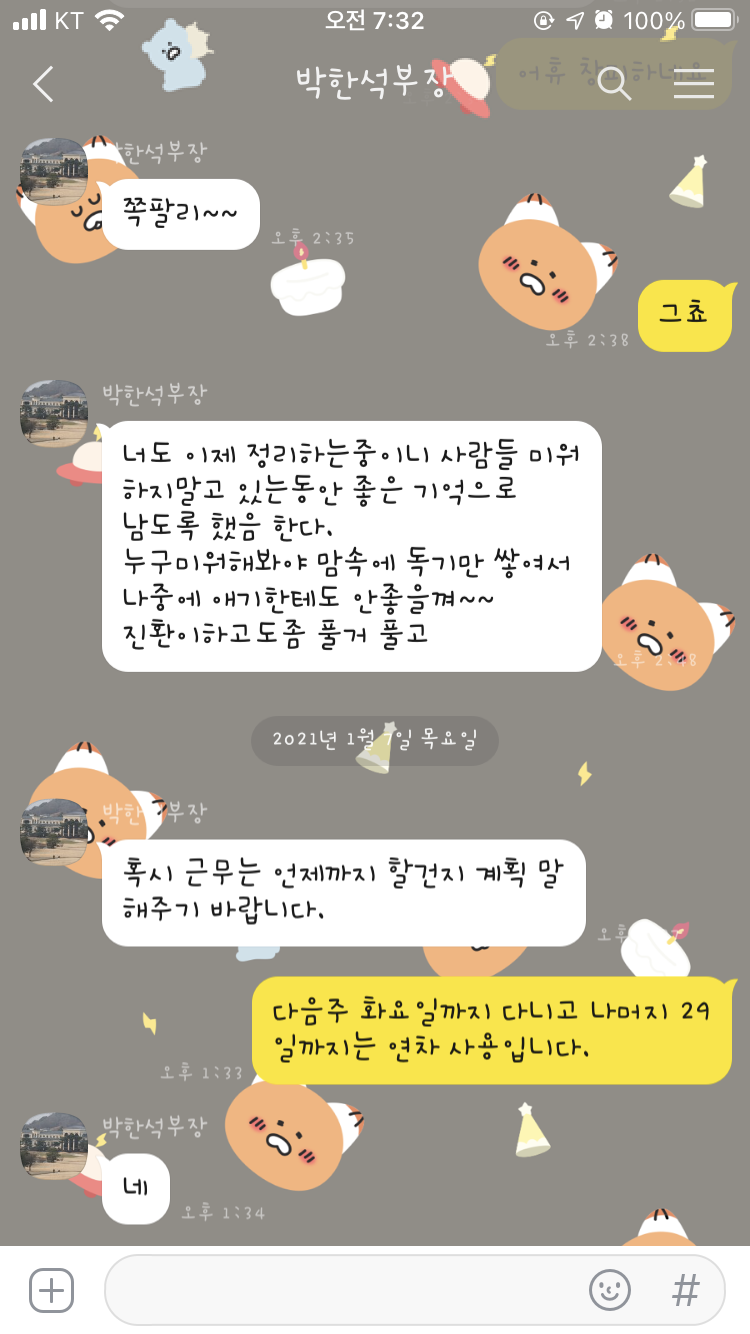 KT 오전 7:32 100%
박한석부장
어휴 창피하네요
박한석부장
쪽팔리~~
오후 2:35
그쵸
오후 2:38
박한석부장
너도 이제 정리하는중이니 사람들 미워
하지말고 있는동안 좋은 기억으로
남도록 했음 한다.
누구미워해봐야 맘속에 독기만 쌓여서
나중에 애기한테도 안좋을껴~~
진환이하고도좀 풀거 풀고
오후 2:48
2021년 1월 7일 목요일
박한석부장
혹시 근무는 언제까지 할건지 계획 말
해주기 바랍니다.
오후
다음주 화요일까지 다니고 나머지 29
일까지는 연차 사용입니다.
오후 1:33
박한석부장
네
오후 1:34
#